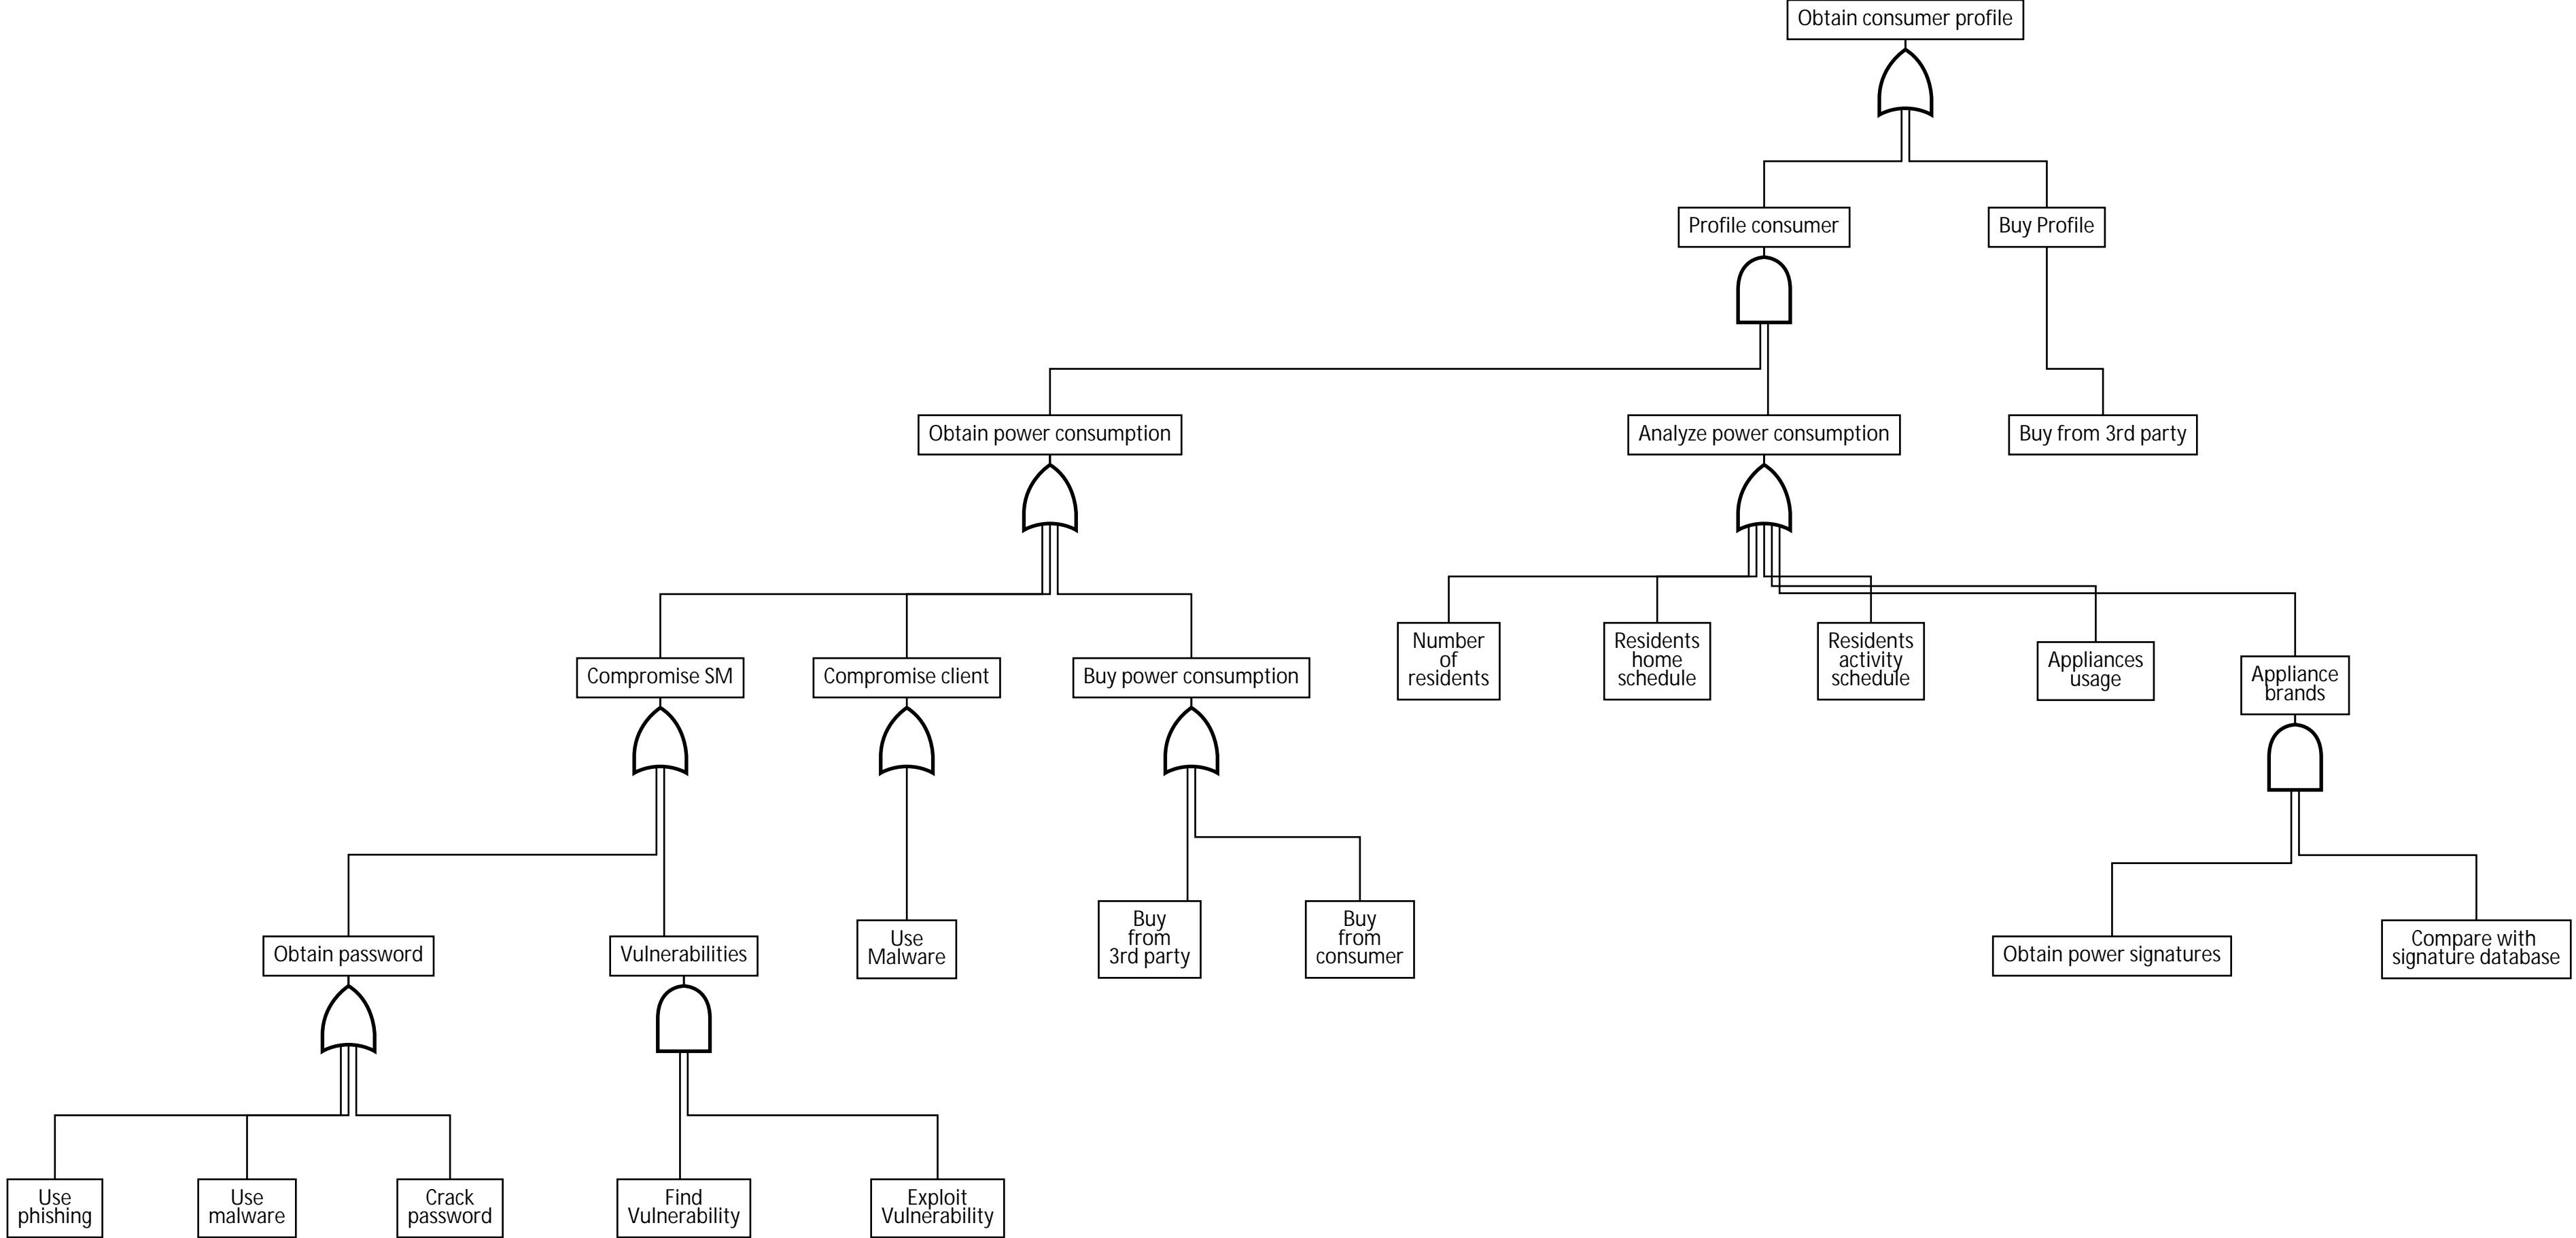 Obtain consumer profile
Profile consumer
Buy Profile
Obtain power consumption
Analyze power consumption
Buy from 3rd party
Compromise SM
Compromise client
Buy power consumption
Number
of
residents
Residents
home
schedule
Residents
activity
schedule
Appliances
usage
Appliance
brands
Obtain password
Vulnerabilities
Use
Malware
Buy
from
3rd party
Buy
from
consumer
Obtain power signatures
Compare with
signature database
Use
phishing
Use
malware
Crack
password
Find
Vulnerability
Exploit
Vulnerability